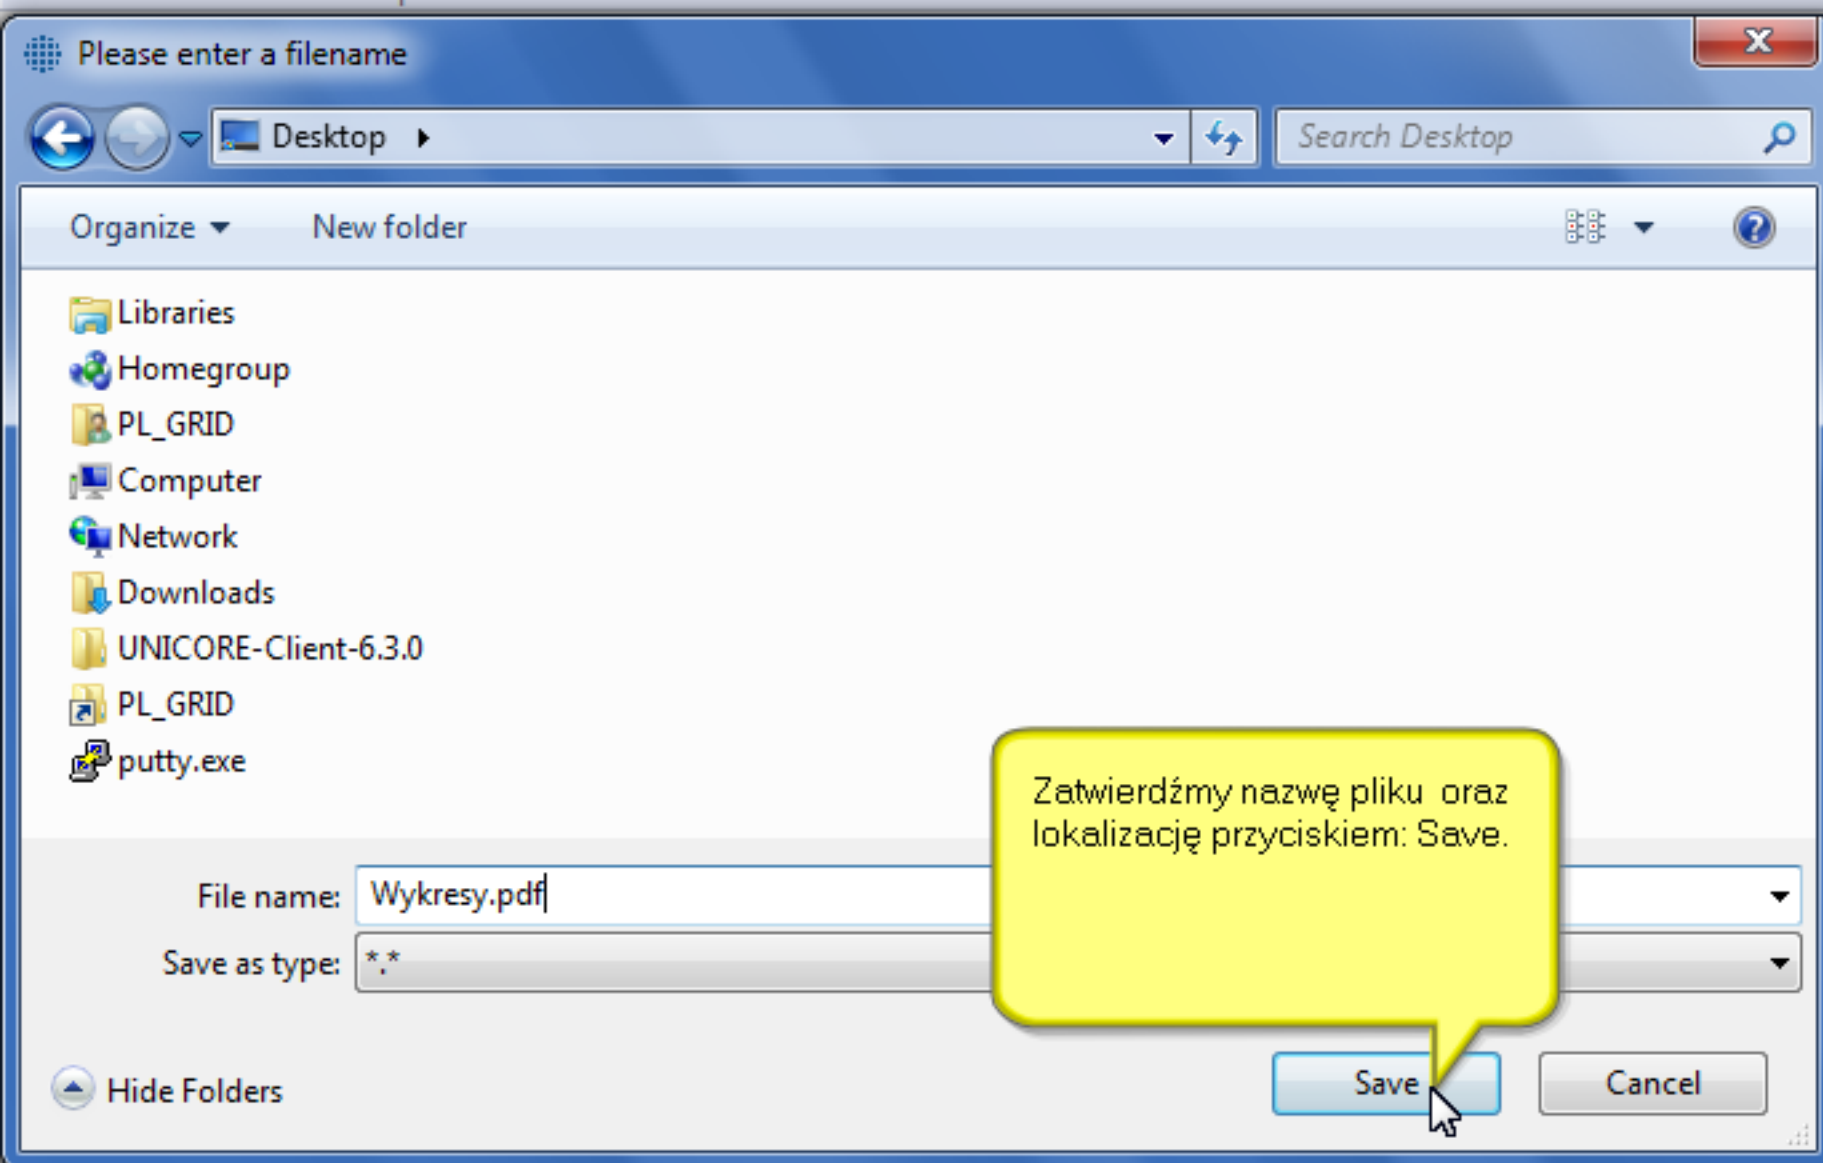 Please enter a filename
Desktop
Search Desktop
Organize
New folder
Libraries
Homegroup
PL_GRID
Computer
Network
Downloads
UNICORE-Client-6.3.0
PL_GRID
putty.exe
Zatwierdźmy nazwę pliku oraz
lokalizację przyciskiem: Save.
File name: Wykresy.pdf
Save as type: *.*
Hide Folders
Save
Cancel